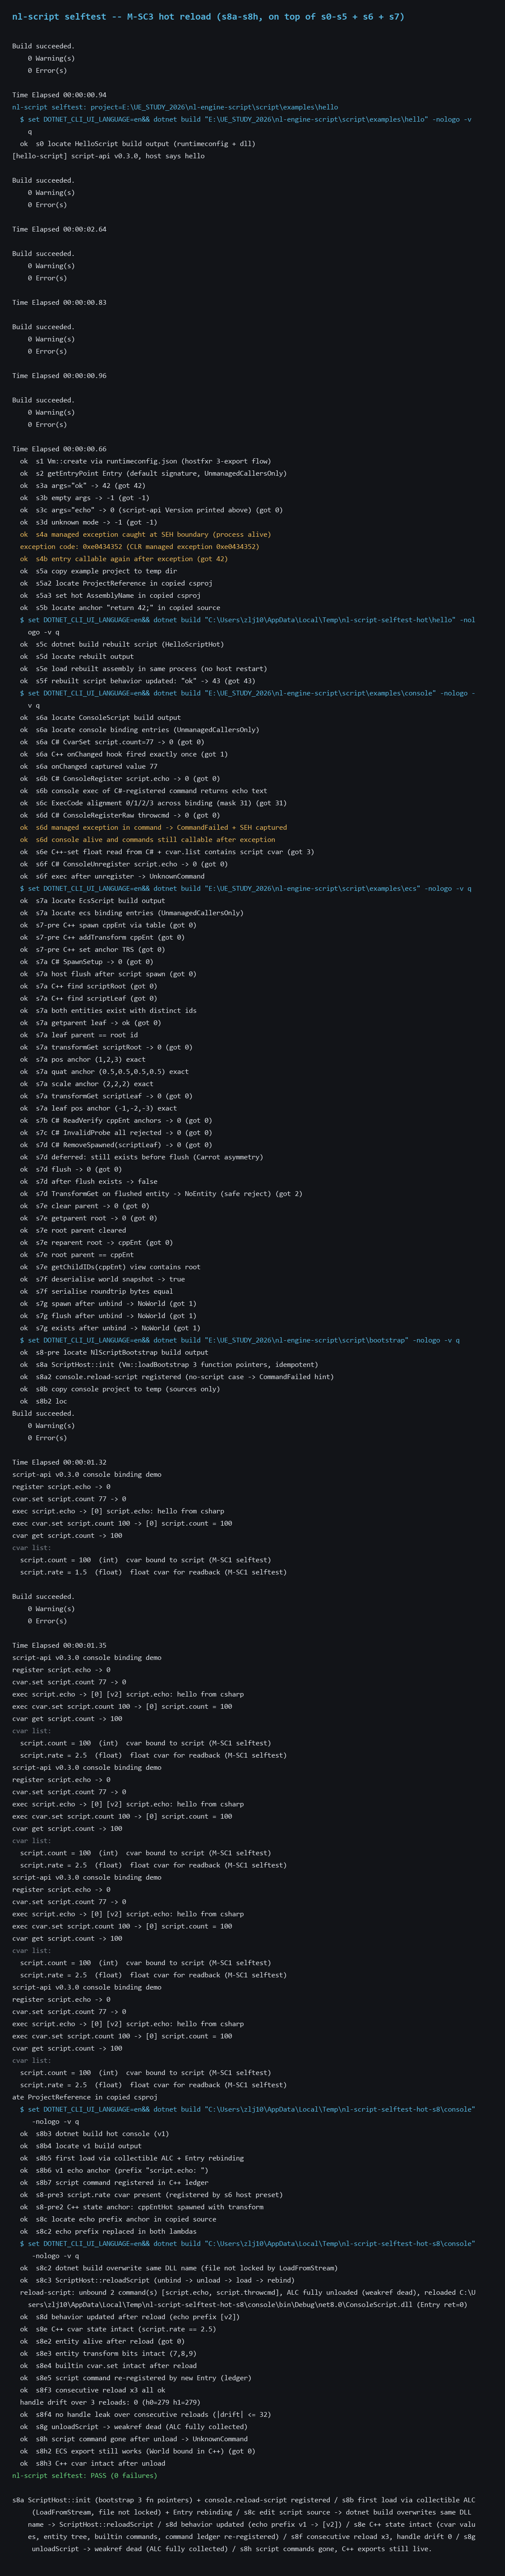 nl-script selftest -- M-SC3 hot reload (s8a-s8h, on top of s0-s5 + s6 + s7)
Build succeeded.
0 Warning(s)
0 Error(s)
Time Elapsed 00:00:00.94
nl-script selftest: project=E:\UE_STUDY_2026\nl-engine-script\script\examples\hello
$ set DOTNET_CLI_UI_LANGUAGE=en&& dotnet build "E:\UE_STUDY_2026\nl-engine-script\script\examples\hello" -nologo -v
q
ok  s0 locate HelloScript build output (runtimeconfig + dll)
[hello-script] script-api v0.3.0, host says hello
Build succeeded.
0 Warning(s)
0 Error(s)
Time Elapsed 00:00:02.64
Build succeeded.
0 Warning(s)
0 Error(s)
Time Elapsed 00:00:00.83
Build succeeded.
0 Warning(s)
0 Error(s)
Time Elapsed 00:00:00.96
Build succeeded.
0 Warning(s)
0 Error(s)
Time Elapsed 00:00:00.66
ok  s1 Vm::create via runtimeconfig.json (hostfxr 3-export flow)
ok  s2 getEntryPoint Entry (default signature, UnmanagedCallersOnly)
ok  s3a args="ok" -> 42 (got 42)
ok  s3b empty args -> -1 (got -1)
ok  s3c args="echo" -> 0 (script-api Version printed above) (got 0)
ok  s3d unknown mode -> -1 (got -1)
ok  s4a managed exception caught at SEH boundary (process alive)
exception code: 0xe0434352 (CLR managed exception 0xe0434352)
ok  s4b entry callable again after exception (got 42)
ok  s5a copy example project to temp dir
ok  s5a2 locate ProjectReference in copied csproj
ok  s5a3 set hot AssemblyName in copied csproj
ok  s5b locate anchor "return 42;" in copied source
$ set DOTNET_CLI_UI_LANGUAGE=en&& dotnet build "C:\Users\zlj10\AppData\Local\Temp\nl-script-selftest-hot\hello" -nol
ogo -v q
ok  s5c dotnet build rebuilt script (HelloScriptHot)
ok  s5d locate rebuilt output
ok  s5e load rebuilt assembly in same process (no host restart)
ok  s5f rebuilt script behavior updated: "ok" -> 43 (got 43)
$ set DOTNET_CLI_UI_LANGUAGE=en&& dotnet build "E:\UE_STUDY_2026\nl-engine-script\script\examples\console" -nologo -
v q
ok  s6a locate ConsoleScript build output
ok  s6a locate console binding entries (UnmanagedCallersOnly)
ok  s6a C# CvarSet script.count=77 -> 0 (got 0)
ok  s6a C++ onChanged hook fired exactly once (got 1)
ok  s6a onChanged captured value 77
ok  s6b C# ConsoleRegister script.echo -> 0 (got 0)
ok  s6b console exec of C#-registered command returns echo text
ok  s6c ExecCode alignment 0/1/2/3 across binding (mask 31) (got 31)
ok  s6d C# ConsoleRegisterRaw throwcmd -> 0 (got 0)
ok  s6d managed exception in command -> CommandFailed + SEH captured
ok  s6d console alive and commands still callable after exception
ok  s6e C++-set float read from C# + cvar.list contains script cvar (got 3)
ok  s6f C# ConsoleUnregister script.echo -> 0 (got 0)
ok  s6f exec after unregister -> UnknownCommand
$ set DOTNET_CLI_UI_LANGUAGE=en&& dotnet build "E:\UE_STUDY_2026\nl-engine-script\script\examples\ecs" -nologo -v q
ok  s7a locate EcsScript build output
ok  s7a locate ecs binding entries (UnmanagedCallersOnly)
ok  s7-pre C++ spawn cppEnt via table (got 0)
ok  s7-pre C++ addTransform cppEnt (got 0)
ok  s7-pre C++ set anchor TRS (got 0)
ok  s7a C# SpawnSetup -> 0 (got 0)
ok  s7a host flush after script spawn (got 0)
ok  s7a C++ find scriptRoot (got 0)
ok  s7a C++ find scriptLeaf (got 0)
ok  s7a both entities exist with distinct ids
ok  s7a getparent leaf -> ok (got 0)
ok  s7a leaf parent == root id
ok  s7a transformGet scriptRoot -> 0 (got 0)
ok  s7a pos anchor (1,2,3) exact
ok  s7a quat anchor (0.5,0.5,0.5,0.5) exact
ok  s7a scale anchor (2,2,2) exact
ok  s7a transformGet scriptLeaf -> 0 (got 0)
ok  s7a leaf pos anchor (-1,-2,-3) exact
ok  s7b C# ReadVerify cppEnt anchors -> 0 (got 0)
ok  s7c C# InvalidProbe all rejected -> 0 (got 0)
ok  s7d C# RemoveSpawned(scriptLeaf) -> 0 (got 0)
ok  s7d deferred: still exists before flush (Carrot asymmetry)
ok  s7d flush -> 0 (got 0)
ok  s7d after flush exists -> false
ok  s7d TransformGet on flushed entity -> NoEntity (safe reject) (got 2)
ok  s7e clear parent -> 0 (got 0)
ok  s7e getparent root -> 0 (got 0)
ok  s7e root parent cleared
ok  s7e reparent root -> cppEnt (got 0)
ok  s7e root parent == cppEnt
ok  s7e getChildIDs(cppEnt) view contains root
ok  s7f deserialise world snapshot -> true
ok  s7f serialise roundtrip bytes equal
ok  s7g spawn after unbind -> NoWorld (got 1)
ok  s7g flush after unbind -> NoWorld (got 1)
ok  s7g exists after unbind -> NoWorld (got 1)
$ set DOTNET_CLI_UI_LANGUAGE=en&& dotnet build "E:\UE_STUDY_2026\nl-engine-script\script\bootstrap" -nologo -v q
ok  s8-pre locate NlScriptBootstrap build output
ok  s8a ScriptHost::init (Vm::loadBootstrap 3 function pointers, idempotent)
ok  s8a2 console.reload-script registered (no-script case -> CommandFailed hint)
ok  s8b copy console project to temp (sources only)
ok  s8b2 loc
Build succeeded.
0 Warning(s)
0 Error(s)
Time Elapsed 00:00:01.32
script-api v0.3.0 console binding demo
register script.echo -> 0
cvar.set script.count 77 -> 0
exec script.echo -> [0] script.echo: hello from csharp
exec cvar.set script.count 100 -> [0] script.count = 100
cvar get script.count -> 100
cvar list:
script.count = 100  (int)  cvar bound to script (M-SC1 selftest)
script.rate = 1.5  (float)  float cvar for readback (M-SC1 selftest)
Build succeeded.
0 Warning(s)
0 Error(s)
Time Elapsed 00:00:01.35
script-api v0.3.0 console binding demo
register script.echo -> 0
cvar.set script.count 77 -> 0
exec script.echo -> [0] [v2] script.echo: hello from csharp
exec cvar.set script.count 100 -> [0] script.count = 100
cvar get script.count -> 100
cvar list:
script.count = 100  (int)  cvar bound to script (M-SC1 selftest)
script.rate = 2.5  (float)  float cvar for readback (M-SC1 selftest)
script-api v0.3.0 console binding demo
register script.echo -> 0
cvar.set script.count 77 -> 0
exec script.echo -> [0] [v2] script.echo: hello from csharp
exec cvar.set script.count 100 -> [0] script.count = 100
cvar get script.count -> 100
cvar list:
script.count = 100  (int)  cvar bound to script (M-SC1 selftest)
script.rate = 2.5  (float)  float cvar for readback (M-SC1 selftest)
script-api v0.3.0 console binding demo
register script.echo -> 0
cvar.set script.count 77 -> 0
exec script.echo -> [0] [v2] script.echo: hello from csharp
exec cvar.set script.count 100 -> [0] script.count = 100
cvar get script.count -> 100
cvar list:
script.count = 100  (int)  cvar bound to script (M-SC1 selftest)
script.rate = 2.5  (float)  float cvar for readback (M-SC1 selftest)
script-api v0.3.0 console binding demo
register script.echo -> 0
cvar.set script.count 77 -> 0
exec script.echo -> [0] [v2] script.echo: hello from csharp
exec cvar.set script.count 100 -> [0] script.count = 100
cvar get script.count -> 100
cvar list:
script.count = 100  (int)  cvar bound to script (M-SC1 selftest)
script.rate = 2.5  (float)  float cvar for readback (M-SC1 selftest)
ate ProjectReference in copied csproj
$ set DOTNET_CLI_UI_LANGUAGE=en&& dotnet build "C:\Users\zlj10\AppData\Local\Temp\nl-script-selftest-hot-s8\console"
-nologo -v q
ok  s8b3 dotnet build hot console (v1)
ok  s8b4 locate v1 build output
ok  s8b5 first load via collectible ALC + Entry rebinding
ok  s8b6 v1 echo anchor (prefix "script.echo: ")
ok  s8b7 script command registered in C++ ledger
ok  s8-pre3 script.rate cvar present (registered by s6 host preset)
ok  s8-pre2 C++ state anchor: cppEntHot spawned with transform
ok  s8c locate echo prefix anchor in copied source
ok  s8c2 echo prefix replaced in both lambdas
$ set DOTNET_CLI_UI_LANGUAGE=en&& dotnet build "C:\Users\zlj10\AppData\Local\Temp\nl-script-selftest-hot-s8\console"
-nologo -v q
ok  s8c2 dotnet build overwrite same DLL name (file not locked by LoadFromStream)
ok  s8c3 ScriptHost::reloadScript (unbind -> unload -> load -> rebind)
reload-script: unbound 2 command(s) [script.echo, script.throwcmd], ALC fully unloaded (weakref dead), reloaded C:\U
sers\zlj10\AppData\Local\Temp\nl-script-selftest-hot-s8\console\bin\Debug\net8.0\ConsoleScript.dll (Entry ret=0)
ok  s8d behavior updated after reload (echo prefix [v2])
ok  s8e C++ cvar state intact (script.rate == 2.5)
ok  s8e2 entity alive after reload (got 0)
ok  s8e3 entity transform bits intact (7,8,9)
ok  s8e4 builtin cvar.set intact after reload
ok  s8e5 script command re-registered by new Entry (ledger)
ok  s8f3 consecutive reload x3 all ok
handle drift over 3 reloads: 0 (h0=279 h1=279)
ok  s8f4 no handle leak over consecutive reloads (|drift| <= 32)
ok  s8g unloadScript -> weakref dead (ALC fully collected)
ok  s8h script command gone after unload -> UnknownCommand
ok  s8h2 ECS export still works (World bound in C++) (got 0)
ok  s8h3 C++ cvar intact after unload
nl-script selftest: PASS (0 failures)
s8a ScriptHost::init (bootstrap 3 fn pointers) + console.reload-script registered / s8b first load via collectible ALC
(LoadFromStream, file not locked) + Entry rebinding / s8c edit script source -> dotnet build overwrites same DLL
name -> ScriptHost::reloadScript / s8d behavior updated (echo prefix v1 -> [v2]) / s8e C++ state intact (cvar valu
es, entity tree, builtin commands, command ledger re-registered) / s8f consecutive reload x3, handle drift 0 / s8g
unloadScript -> weakref dead (ALC fully collected) / s8h script commands gone, C++ exports still live.